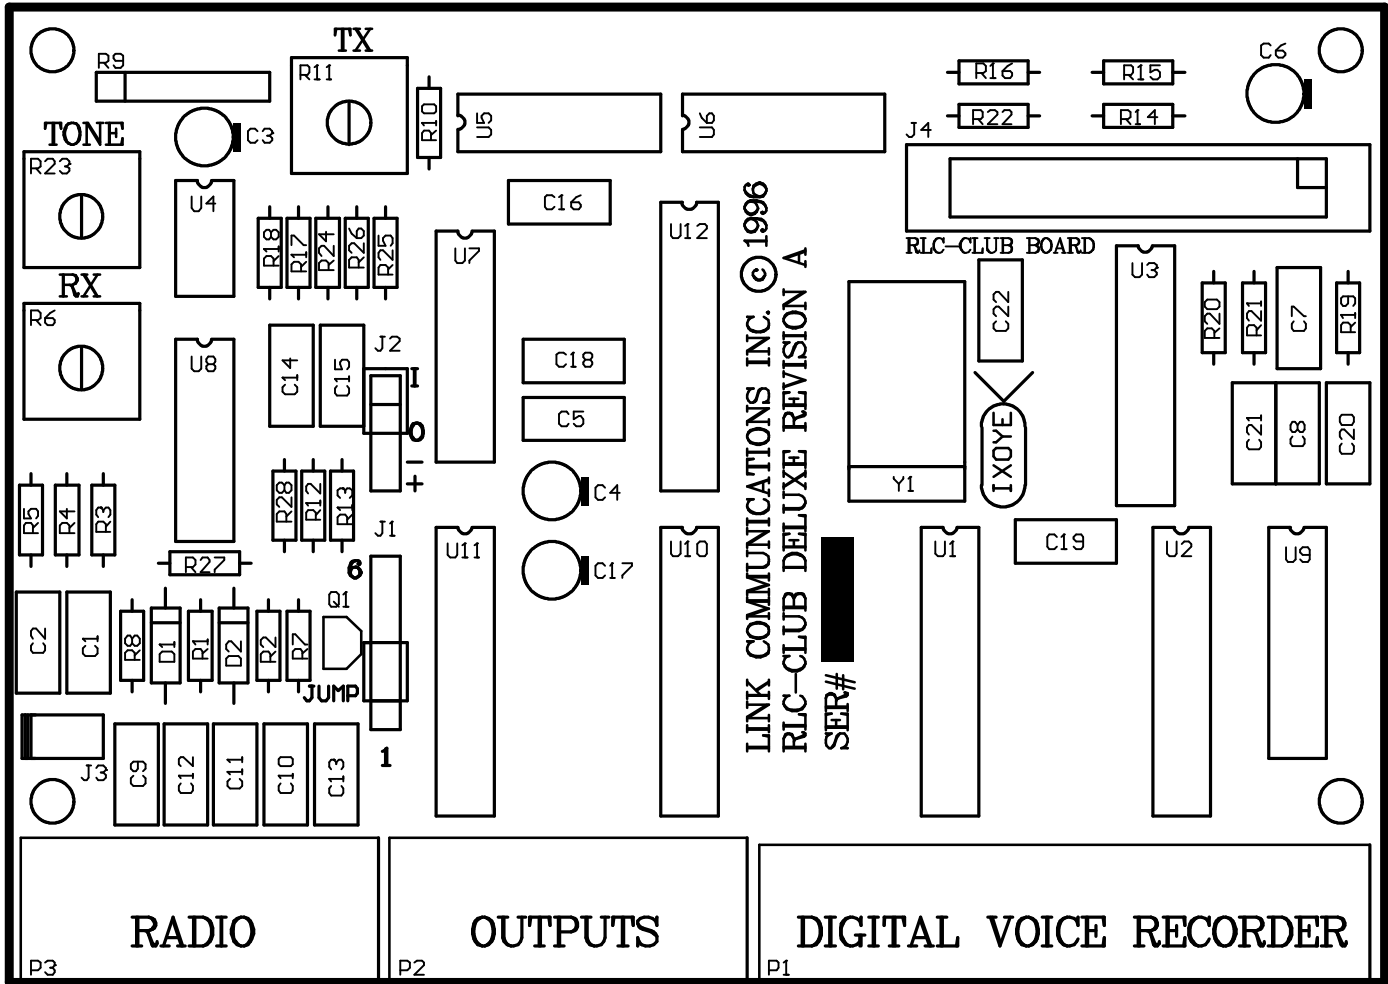 TX
R9
R11
R16
R15
C6
R10
U5
U6
R22
R14
TONE
C3
J4
R23
U4
C16
U12
R18
R17
R24
R26
R25
U7
RLC-CLUB BOARD
U3
RX
R6
U8
C14
C15
J2
I
O
-
+
C18
C5
C4
C17
LINK COMMUNICATIONS INC. © 1996
RLC-CLUB DELUXE REVISION A
SER#
C22
Y1
IXOYE
R20
R21
C7
R19
C21
C8
C20
R5
R4
R3
R28
R12
R13
J1
6
R27
U11
U10
U1
C19
U2
U9
C2
C1
R8
D1
R1
D2
R2
R7
Q1
JUMP
1
J3
C9
C12
C11
C10
C13
RADIO
OUTPUTS
DIGITAL VOICE RECORDER
P3
P2
P1